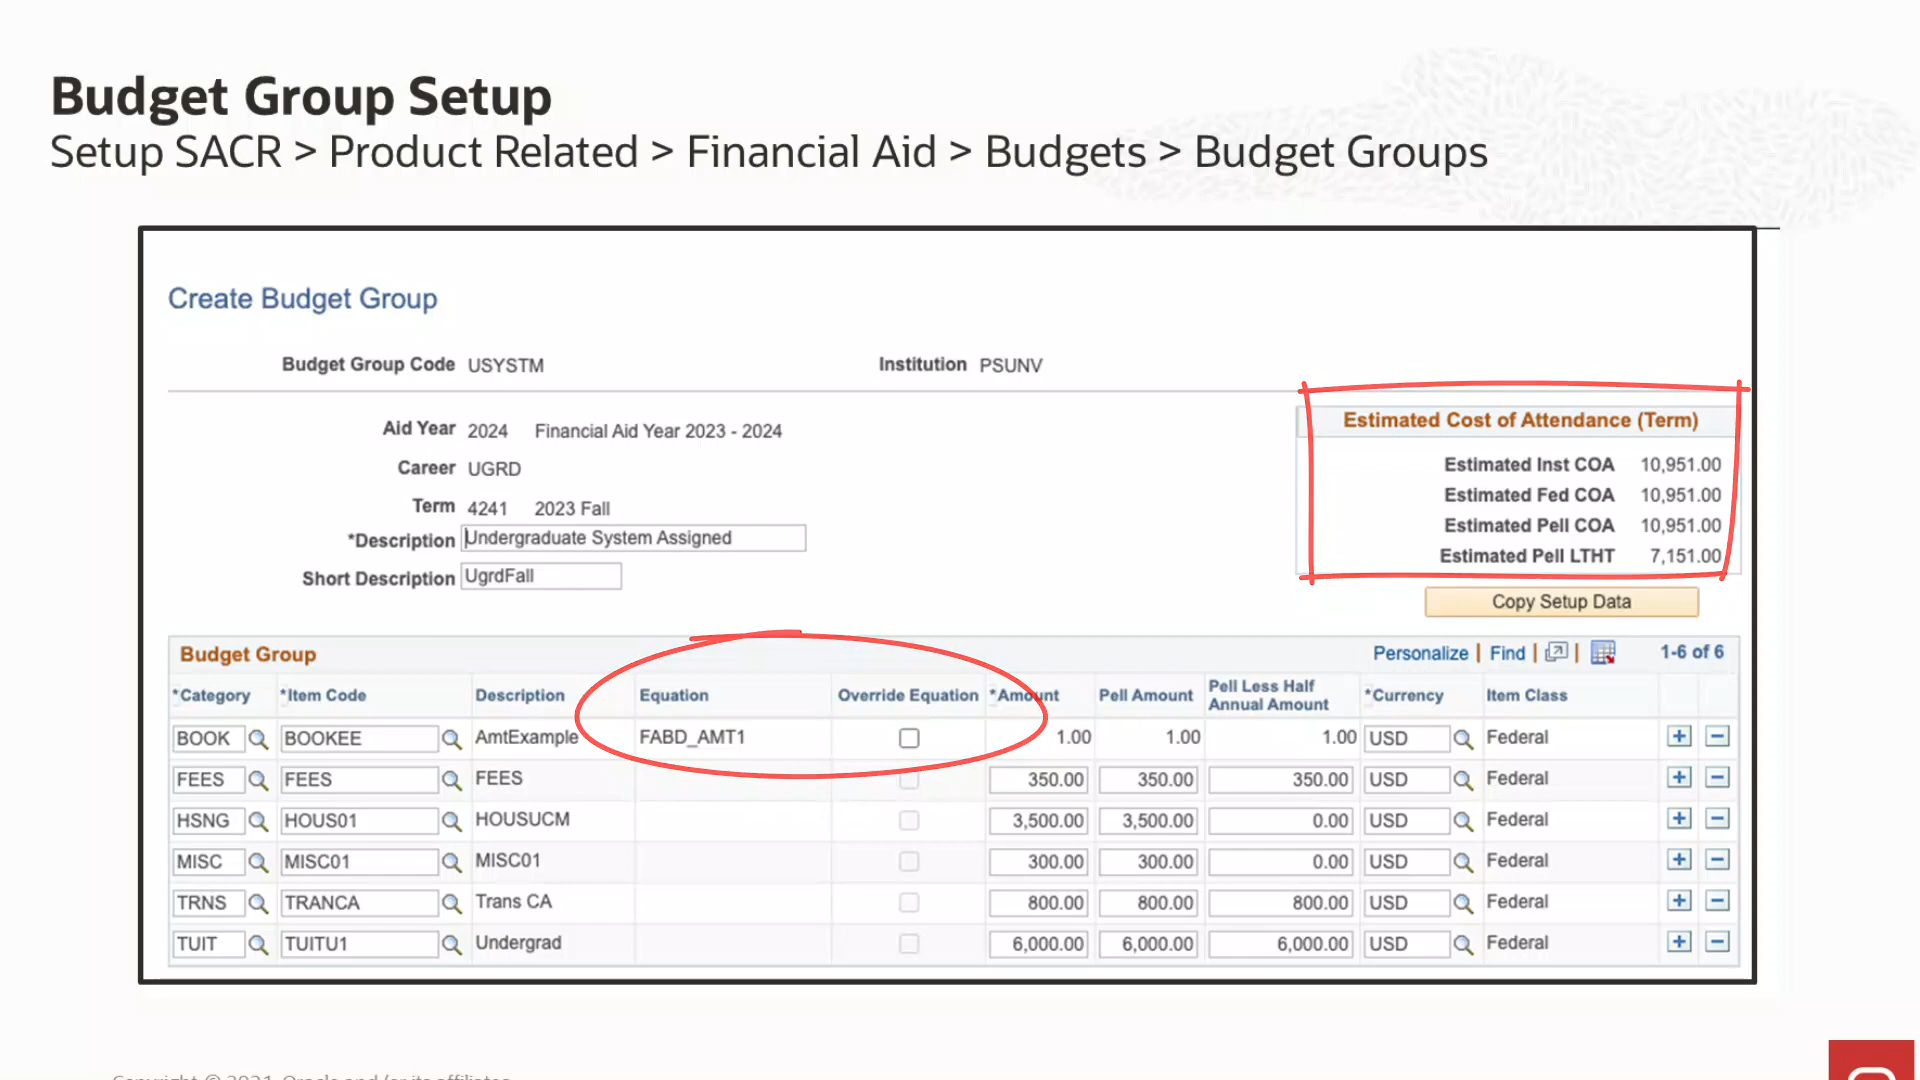 Budget Group Setup
Setup SACR > Product Related > Financial Aid > Budgets > Budget Groups
Create Budget Group
Budget Group Code USYSTM Institution PSUNV
Aid Year 2024 Financial Aid Year 2023 - 2024
Career UGRD
Term 4241 2023 Fall
*Description Undergraduate System Assigned
Short Description UgrdFall
Estimated Cost of Attendance (Term)
Estimated Inst COA 10,951.00
Estimated Fed COA 10,951.00
Estimated Pell COA 10,951.00
Estimated Pell LTHT 7,151.00
Copy Setup Data
Budget Group Personalize | Find | 1-6 of 6
*Category *Item Code Description Equation Override Equation *Amount Pell Amount Pell Less Half Annual Amount *Currency Item Class
BOOK BOOKEE AmtExample FABD_AMT1 1.00 1.00 1.00 USD Federal
FEES FEES FEES 350.00 350.00 350.00 USD Federal
HSNG HOUS01 HOUSUCM 3,500.00 3,500.00 0.00 USD Federal
MISC MISC01 MISC01 300.00 300.00 0.00 USD Federal
TRNS TRANCA Trans CA 800.00 800.00 800.00 USD Federal
TUIT TUITU1 Undergrad 6,000.00 6,000.00 6,000.00 USD Federal
Copyright © 2021, Oracle and/or its affiliates